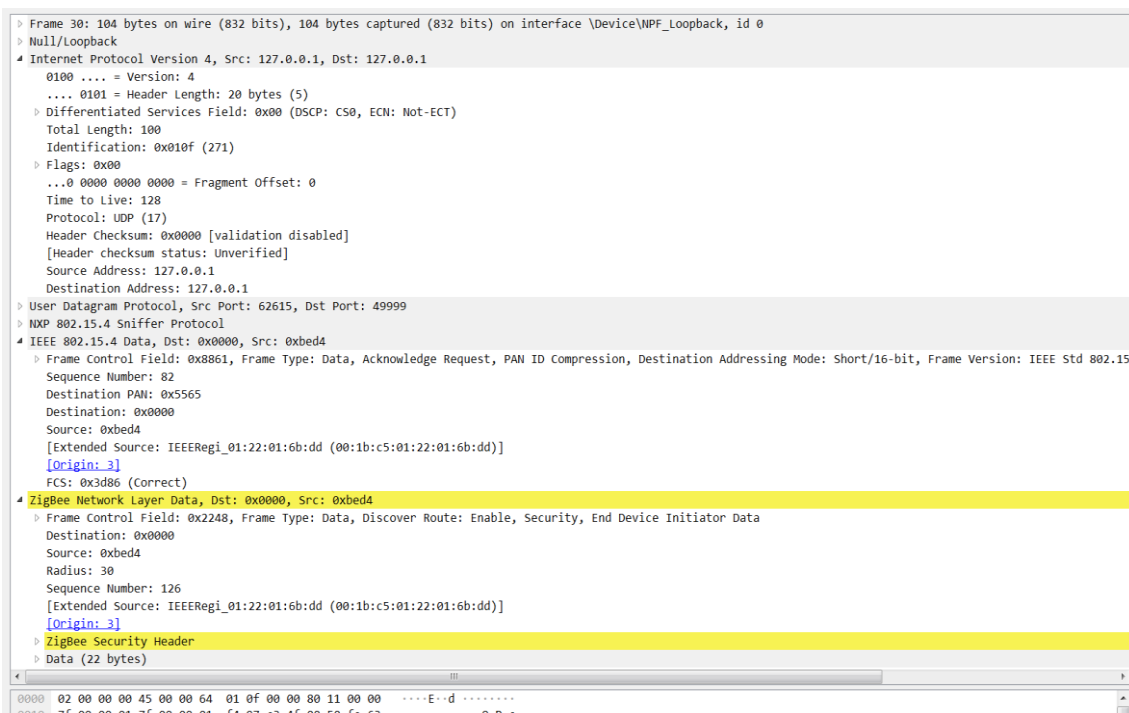 Frame 30: 104 bytes on wire (832 bits), 104 bytes captured (832 bits) on interface \Device\NPF_Loopback, id 0
Null/Loopback
Internet Protocol Version 4, Src: 127.0.0.1, Dst: 127.0.0.1
0100 .... = Version: 4
.... 0101 = Header Length: 20 bytes (5)
Differentiated Services Field: 0x00 (DSCP: CS0, ECN: Not-ECT)
Total Length: 100
Identification: 0x010f (271)
Flags: 0x00
...0 0000 0000 0000 = Fragment Offset: 0
Time to Live: 128
Protocol: UDP (17)
Header Checksum: 0x0000 [validation disabled]
[Header checksum status: Unverified]
Source Address: 127.0.0.1
Destination Address: 127.0.0.1
User Datagram Protocol, Src Port: 62615, Dst Port: 49999
NXP 802.15.4 Sniffer Protocol
IEEE 802.15.4 Data, Dst: 0x0000, Src: 0xbed4
Frame Control Field: 0x8861, Frame Type: Data, Acknowledge Request, PAN ID Compression, Destination Addressing Mode: Short/16-bit, Frame Version: IEEE Std 802.15
Sequence Number: 82
Destination PAN: 0x5565
Destination: 0x0000
Source: 0xbed4
[Extended Source: IEEERegi_01:22:01:6b:dd (00:1b:c5:01:22:01:6b:dd)]
[Origin: 3]
FCS: 0x3d86 (Correct)
ZigBee Network Layer Data, Dst: 0x0000, Src: 0xbed4
Frame Control Field: 0x2248, Frame Type: Data, Discover Route: Enable, Security, End Device Initiator Data
Destination: 0x0000
Source: 0xbed4
Radius: 30
Sequence Number: 126
[Extended Source: IEEERegi_01:22:01:6b:dd (00:1b:c5:01:22:01:6b:dd)]
[Origin: 3]
ZigBee Security Header
Data (22 bytes)
0000 02 00 00 00 45 00 00 64 01 0f 00 00 80 11 00 00 ····E··d ········